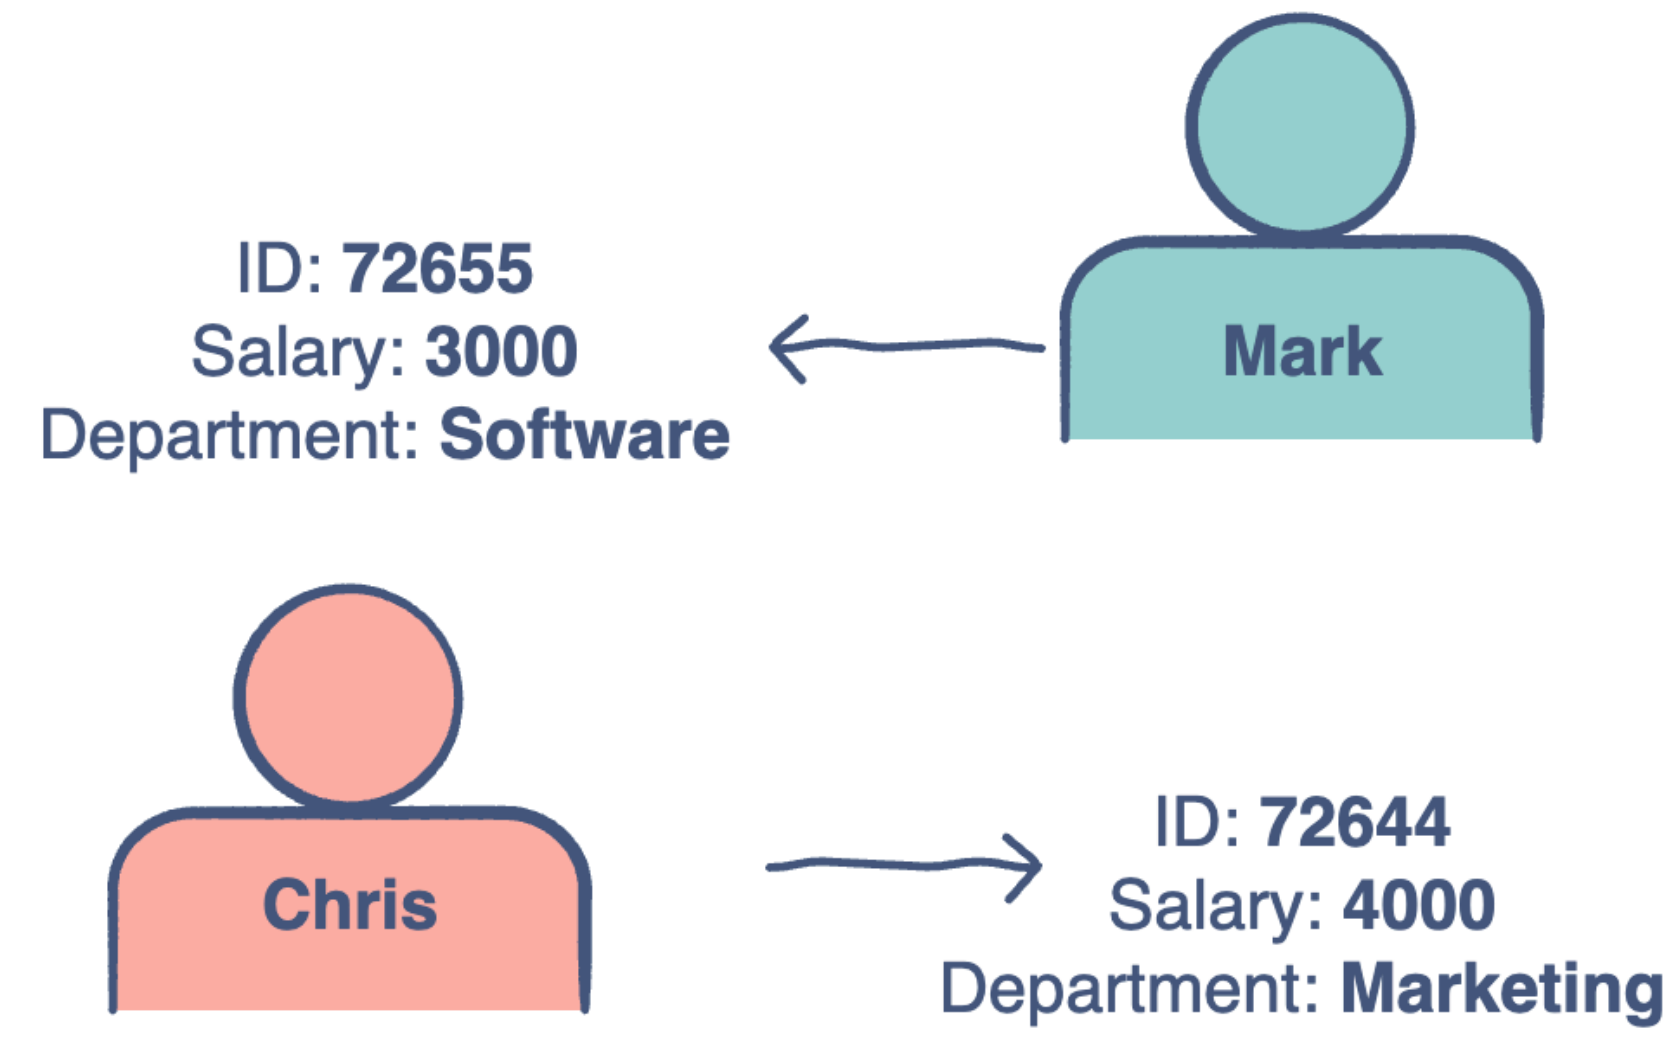 ID: 72655
Salary: 3000
Department: Software
Mark
Chris
ID: 72644
Salary: 4000
Department: Marketing